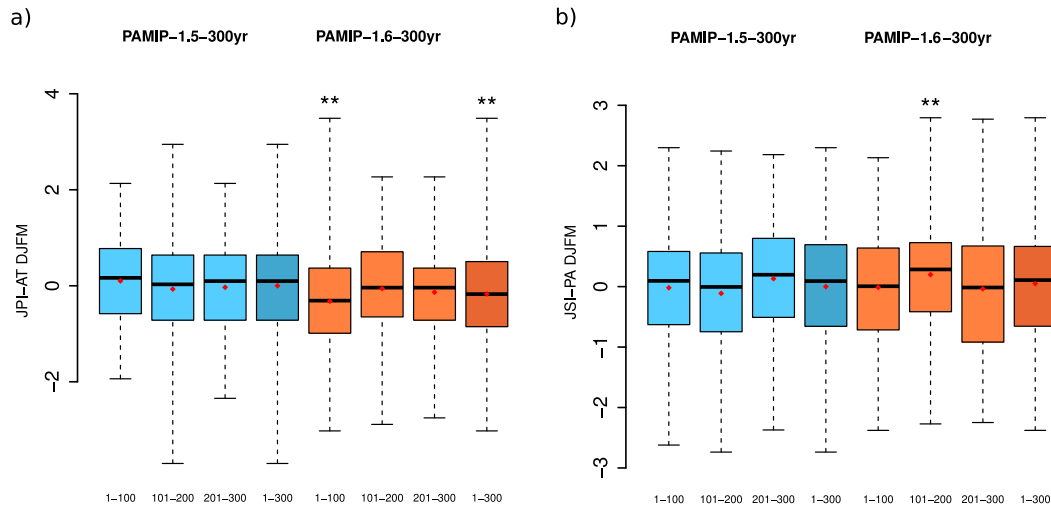 a)
PAMIP−1.5−300yr PAMIP−1.6−300yr
JPI−AT DJFM
4
2
0
−2
** **
1−100 101−200 201−300 1−300 1−100 101−200 201−300 1−300
b)
PAMIP−1.5−300yr PAMIP−1.6−300yr
JSI−PA DJFM
3
2
1
0
−1
−2
−3
**
1−100 101−200 201−300 1−300 1−100 101−200 201−300 1−300